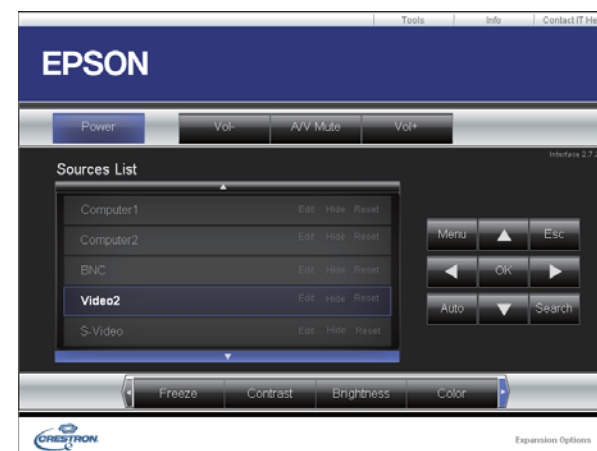 Tools Info Contact IT He
EPSON
Power Vol- A/V Mute Vol+
Interface 2.7.
Sources List
Computer1 Edit Hide Reset
Computer2 Edit Hide Reset
BNC Edit Hide Reset
Video2 Edit Hide Reset
S-Video Edit Hide Reset
Menu Esc
OK
Auto Search
Freeze Contrast Brightness Color
CRESTRON
Expansion Options